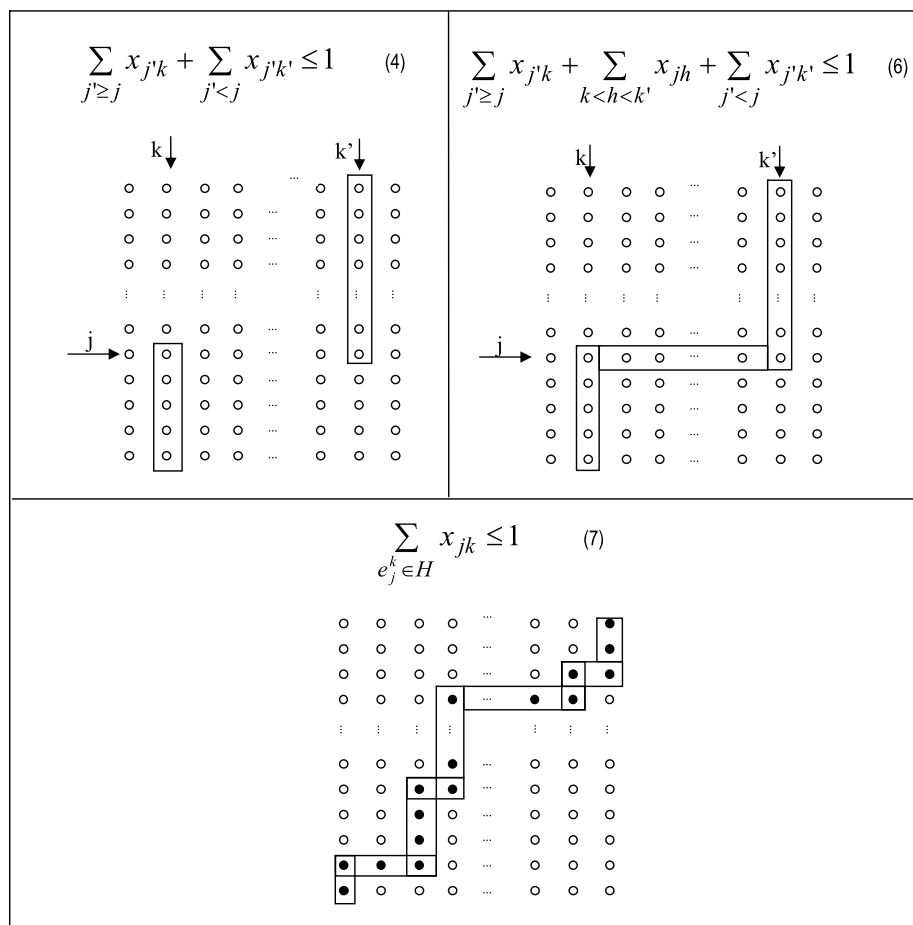 ∑_{j'≥j} x_{j'k} + ∑_{j'<j} x_{j'k'} ≤ 1 (4)
k k’
...
j
∑_{j'≥j} x_{j'k} + ∑_{k<h<k'} x_{jh} + ∑_{j'<j} x_{j'k'} ≤ 1 (6)
k k’
j
∑_{e_j^k∈H} x_{jk} ≤ 1 (7)